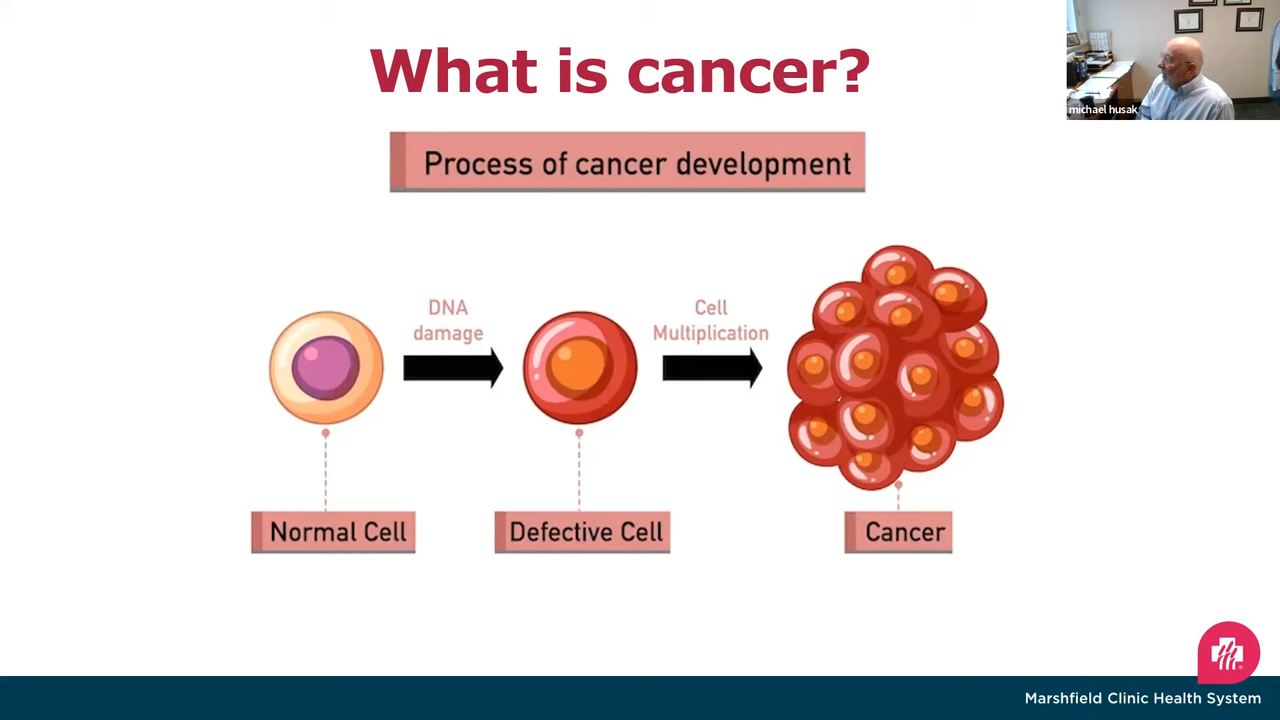 What is cancer?
michael husak
Process of cancer development
DNA
damage
Cell
Multiplication
Normal Cell
Defective Cell
Cancer
Marshfield Clinic Health System